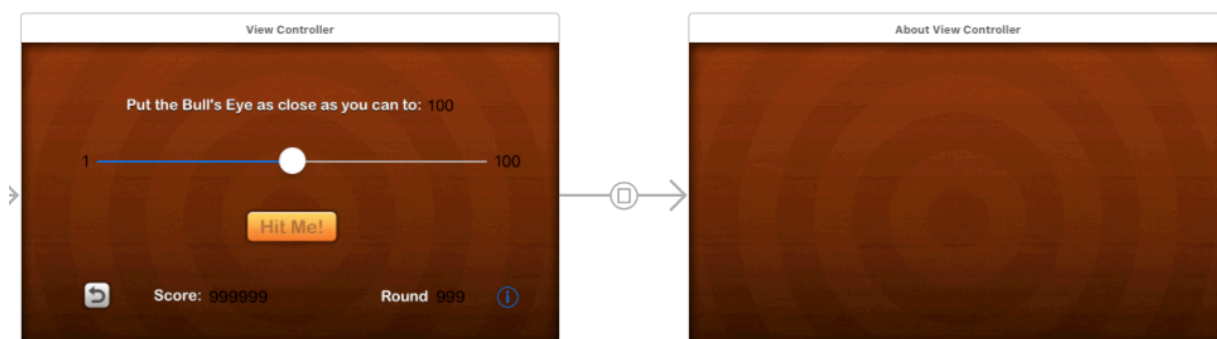 View Controller
About View Controller
Put the Bull's Eye as close as you can to: 100
1
100
Hit Me!
Score: 999999
Round 999
i